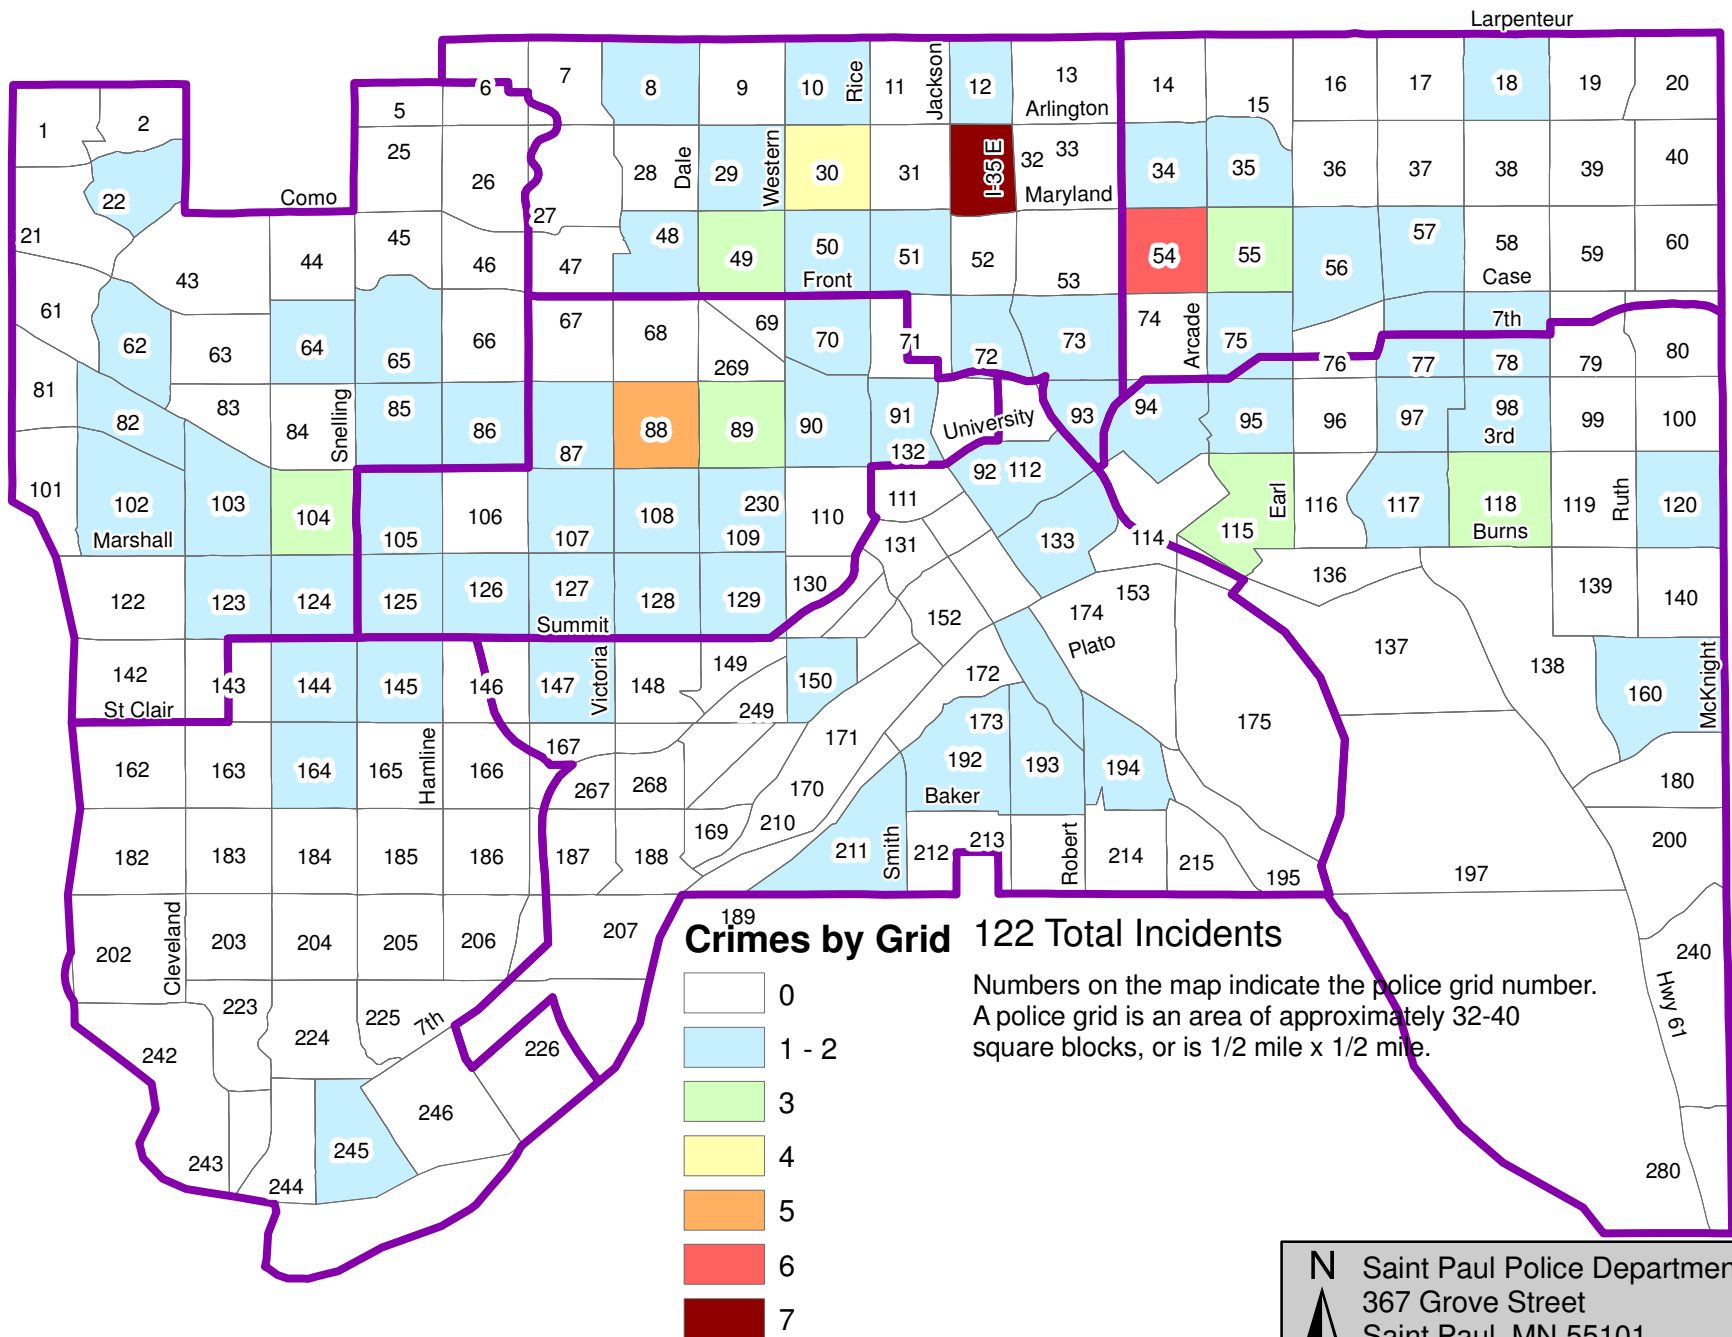 Larpenteur
1 2 5 6 7 8 9 10 Rice 11 Jackson 12 13 14 15 16 17 18 19 20
Arlington
21 22 25 26 27 28 Dale 29 Western 30 31 I-35 E 32 33 34 35 36 37 38 39 40
Como
Maryland
43 44 45 46 47 48 49 50 51 52 53 54 55 56 57 58 59 60
Front
Case
61 62 63 64 65 66 67 68 69 269 70 71 72 73 74 Arcade 75 76 77 78 79 80
7th
81 82 83 84 Snelling 85 86 87 88 89 90 91 132 University 93 94 95 96 97 98 99 100
3rd
101 102 103 104 105 106 107 108 230 109 110 111 92 112 133 114 115 Earl 116 117 118 119 Ruth 120
Marshall
Burns
122 123 124 125 126 127 128 129 130 131 152 174 153 136 137 138 139 140
Summit
Plato
142 143 144 145 146 147 Victoria 148 149 249 150 171 172 173 175 160 McKnight
St Clair
162 163 164 165 Hamline 166 167 267 268 170 192 193 194 180
Baker
182 183 184 185 186 187 188 169 210 211 Smith 212 213 Robert 214 215 195 197 200
202 Cleveland 203 204 205 206 207 189 240
Hwy 61
223 224 225 7th 226
242 243 244 245 246 280
Crimes by Grid
0
1 - 2
3
4
5
6
7
122 Total Incidents
Numbers on the map indicate the police grid number.
A police grid is an area of approximately 32-40
square blocks, or is 1/2 mile x 1/2 mile.
N
Saint Paul Police Departmen
367 Grove Street
Saint Paul, MN 55101